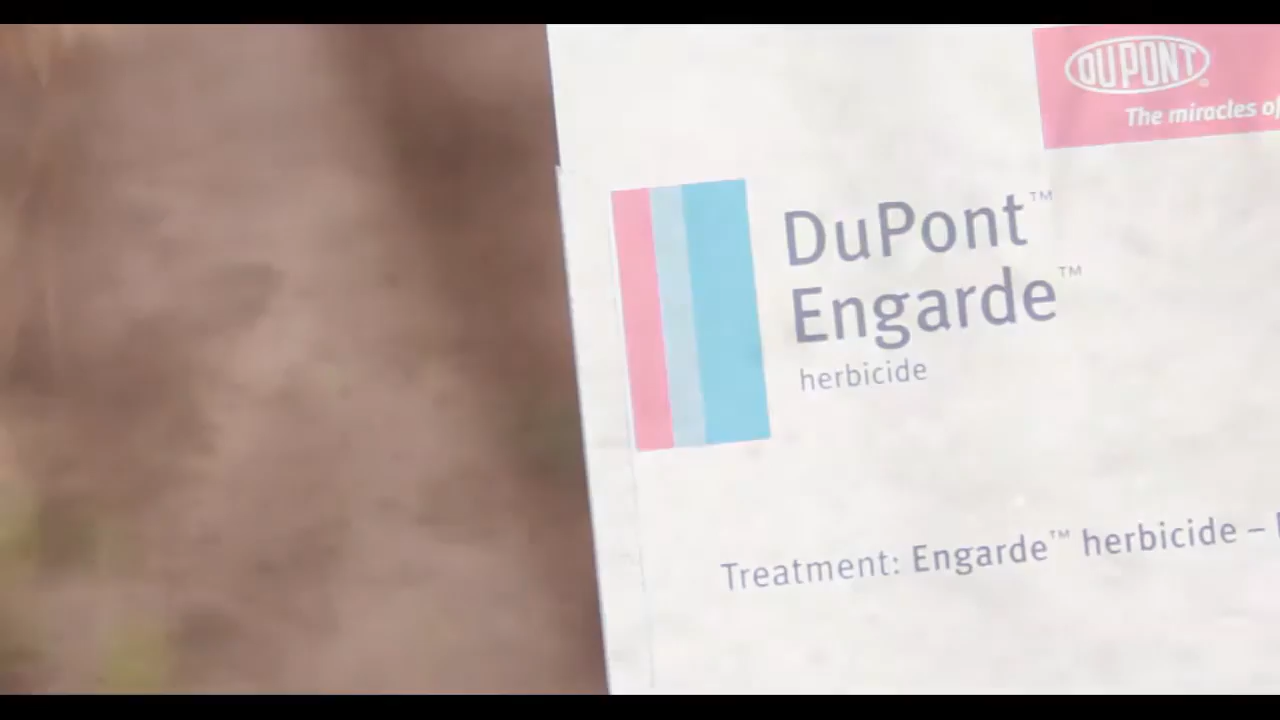 DUPONT
The miracles of
DuPont™
Engarde™
herbicide
Treatment: Engarde™ herbicide –